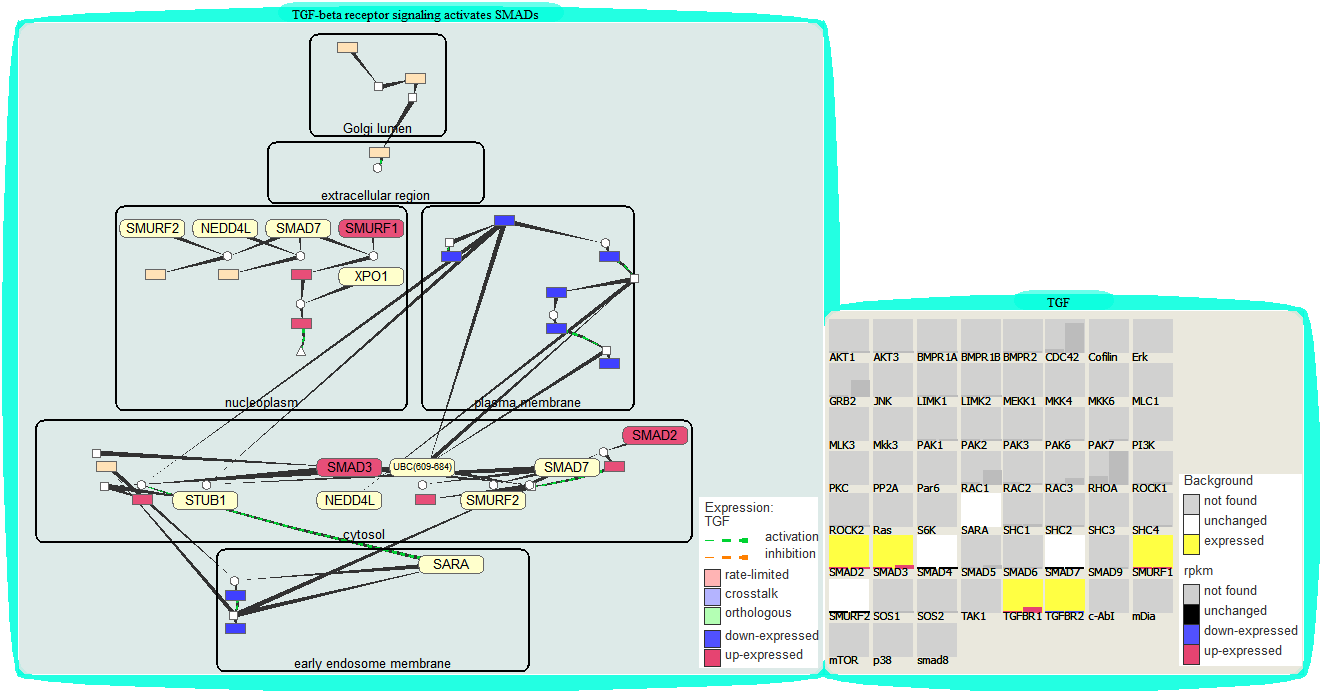 TGF-beta receptor signaling activates SMADs
Golgi lumen
extracellular region
SMURF2 NEDD4L SMAD7 SMURF1
XPO1
nucleoplasm
plasma membrane
SMAD2
SMAD3 UBC(609-684) SMAD7
STUB1 NEDD4L SMURF2
cytosol
SARA
early endosome membrane
Expression:
TGF
activation
inhibition
rate-limited
crosstalk
orthologous
down-expressed
up-expressed
TGF
AKT1 AKT3 BMPR1A BMPR1B BMPR2 CDC42 Cofilin Erk
GRB2 JNK LIMK1 LIMK2 MEKK1 MKK4 MKK6 MLC1
MLK3 Mkk3 PAK1 PAK2 PAK3 PAK6 PAK7 PI3K
PKC PP2A Par6 RAC1 RAC2 RAC3 RHOA ROCK1
ROCK2 Ras S6K SARA SHC1 SHC2 SHC3 SHC4
SMAD2 SMAD3 SMAD4 SMAD5 SMAD6 SMAD7 SMAD9 SMURF1
SMURF2 SOS1 SOS2 TAK1 TGFBR1 TGFBR2 c-Abl mDia
mTOR p38 smad8
Background
not found
unchanged
expressed
rpkm
not found
unchanged
down-expressed
up-expressed